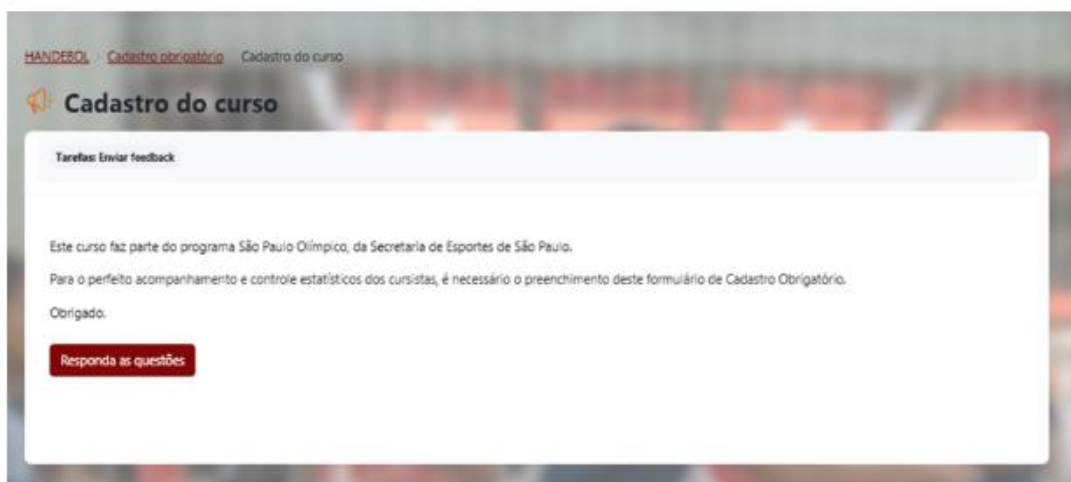 HANDEBOL Cadastro obrigatório Cadastro do curso
Cadastro do curso
Tarefas: Enviar feedback
Este curso faz parte do programa São Paulo Olímpico, da Secretaria de Esportes de São Paulo.
Para o perfeito acompanhamento e controle estatísticos dos cursistas, é necessário o preenchimento deste formulário de Cadastro Obrigatório.
Obrigado.
Responda as questões